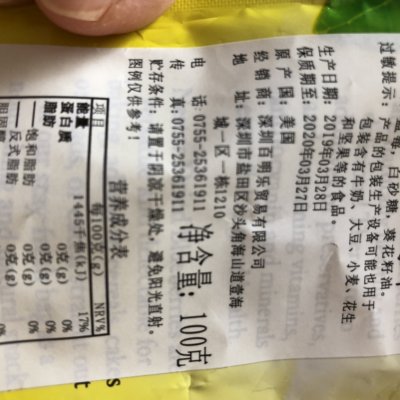 莓，白砂糖，葵花籽油。
过敏提示：产品的包装生产设备可能也用于
包装含有牛奶、大豆、小麦、花生
和坚果等的食品。
生产日期：2019年03月28日
保质期至：2020年03月27日
原产国：美国
经销商：深圳百明乐贸易有限公司
地址：深圳市盐田区沙头角海山道壹海
城一区一栋1210
电话:0755-25361911
传真:0755-25361911
净含量：100克
贮存条件：请置于阴凉干燥处，避免阳光直射。
图例仅供参考！
营养成分表
项目 每100克(g) NRV%
能量 1448千焦(kJ) 17%
蛋白质 0克(g) 0%
脂肪 0克(g) 0%
——饱和脂肪 0克(g) 0%
——反式脂肪 0克(g)